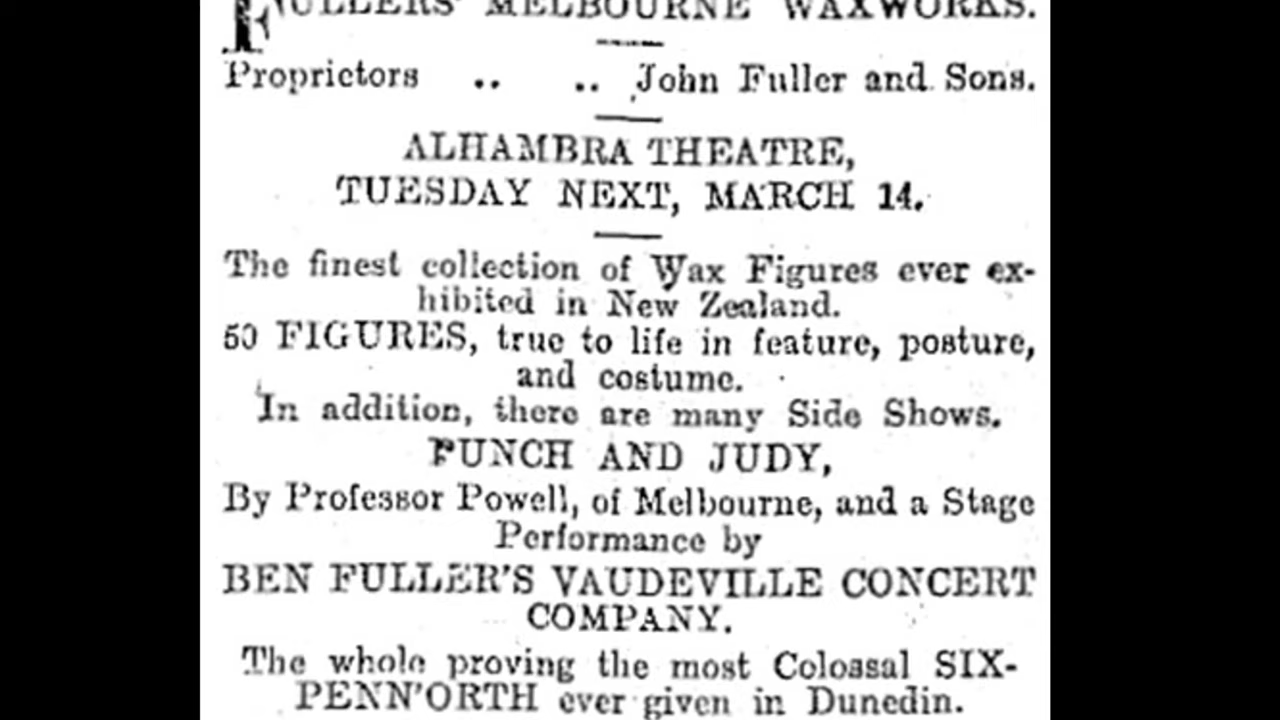 FULLERS' MELBOURNE WAXWORKS.
Proprietors .. .. John Fuller and Sons.
ALHAMBRA THEATRE,
TUESDAY NEXT, MARCH 14.
The finest collection of Wax Figures ever ex-
hibited in New Zealand.
50 FIGURES, true to life in feature, posture,
and costume.
In addition, there are many Side Shows.
PUNCH AND JUDY,
By Professor Powell, of Melbourne, and a Stage
Performance by
BEN FULLER'S VAUDEVILLE CONCERT
COMPANY.
The whole proving the most Colossal SIX-
PENN'ORTH ever given in Dunedin.